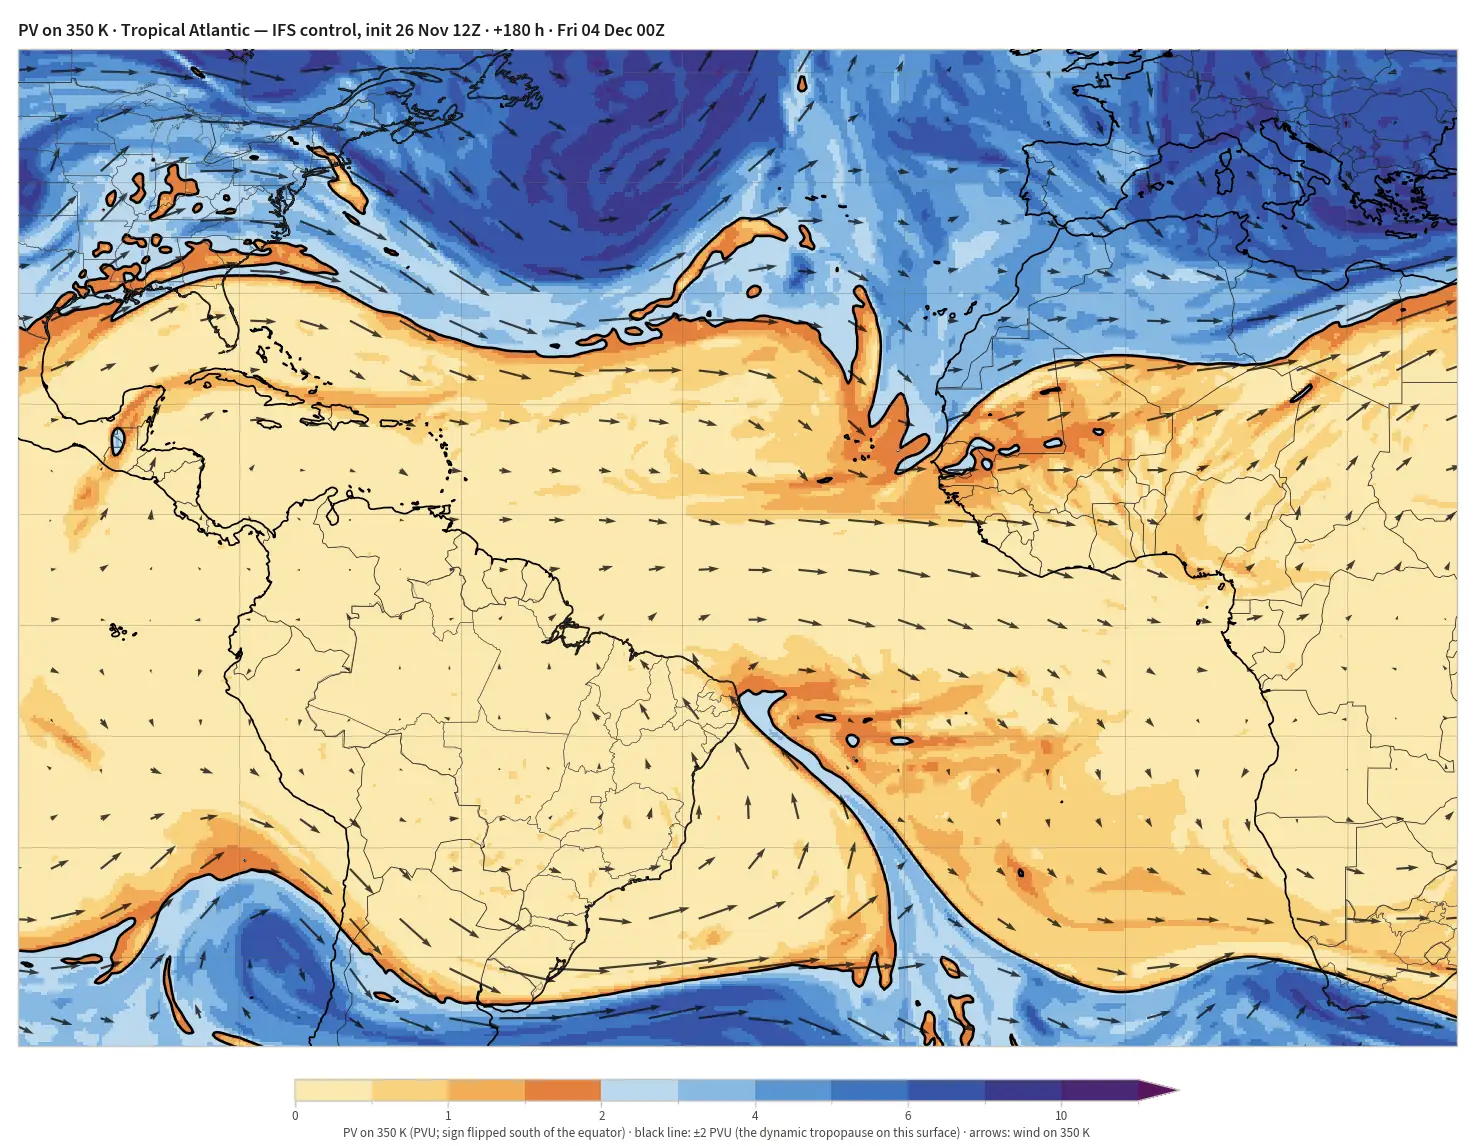 PV on 350 K · Tropical Atlantic — IFS control, init 26 Nov 12Z · +180 h · Fri 04 Dec 00Z
0 1 2 4 6 10
PV on 350 K (PVU; sign flipped south of the equator) · black line: ±2 PVU (the dynamic tropopause on this surface) · arrows: wind on 350 K